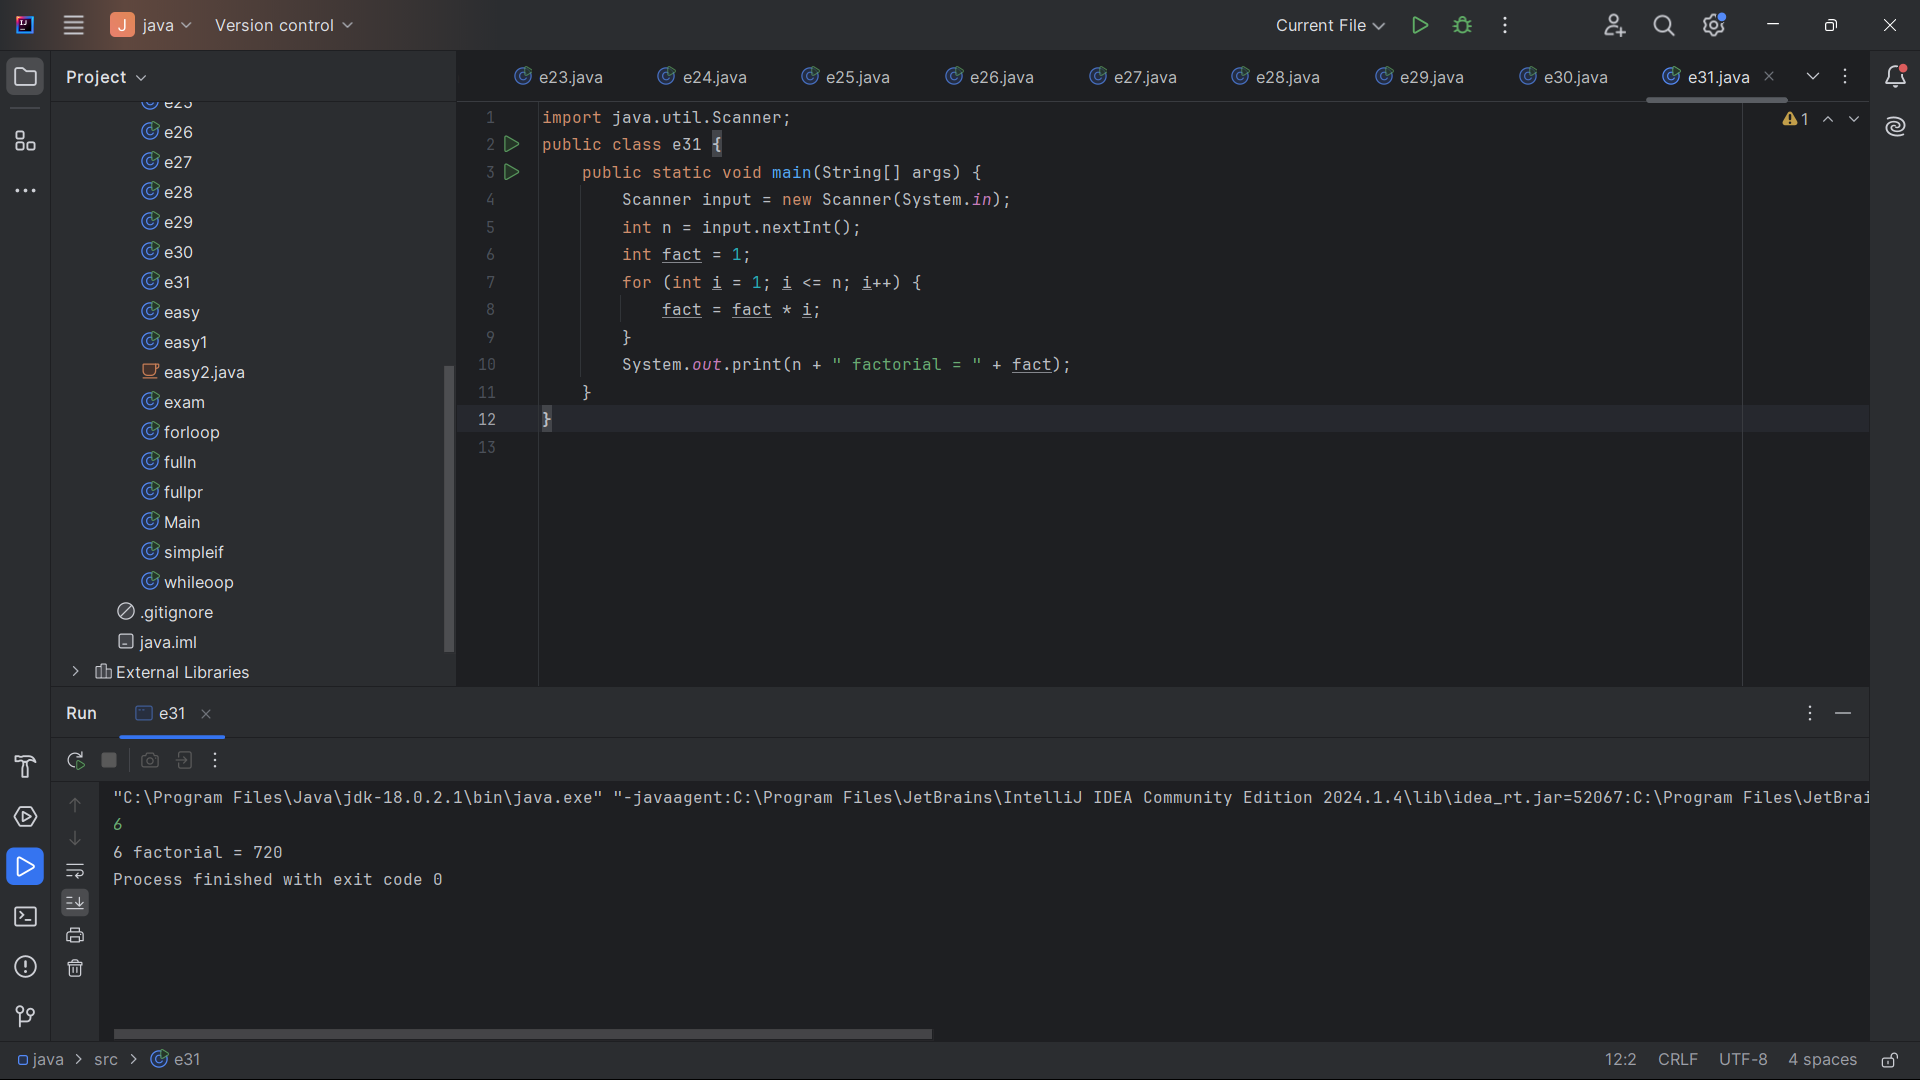 J java Version control Current File
Project
e23.java e24.java e25.java e26.java e27.java e28.java e29.java e30.java e31.java
e25
e26
e27
e28
e29
e30
e31
easy
easy1
easy2.java
exam
forloop
fulln
fullpr
Main
simpleif
whileoop
.gitignore
java.iml
External Libraries
1 import java.util.Scanner;
2 public class e31 {
3 public static void main(String[] args) {
4 Scanner input = new Scanner(System.in);
5 int n = input.nextInt();
6 int fact = 1;
7 for (int i = 1; i <= n; i++) {
8 fact = fact * i;
9 }
10 System.out.print(n + " factorial = " + fact);
11 }
12 }
13
1
Run e31
"C:\Program Files\Java\jdk-18.0.2.1\bin\java.exe" "-javaagent:C:\Program Files\JetBrains\IntelliJ IDEA Community Edition 2024.1.4\lib\idea_rt.jar=52067:C:\Program Files\JetBrai
6
6 factorial = 720
Process finished with exit code 0
java > src > e31 12:2 CRLF UTF-8 4 spaces